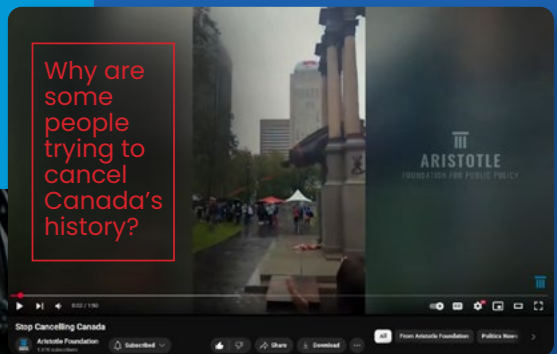 Why are
some
people
trying to
cancel
Canada's
history?
ARISTOTLE
FOUNDATION FOR PUBLIC POLICY
Stop Cancelling Canada
Aristotle Foundation
Subscribed
Share
Download
All
From Aristotle Foundation
Politics News